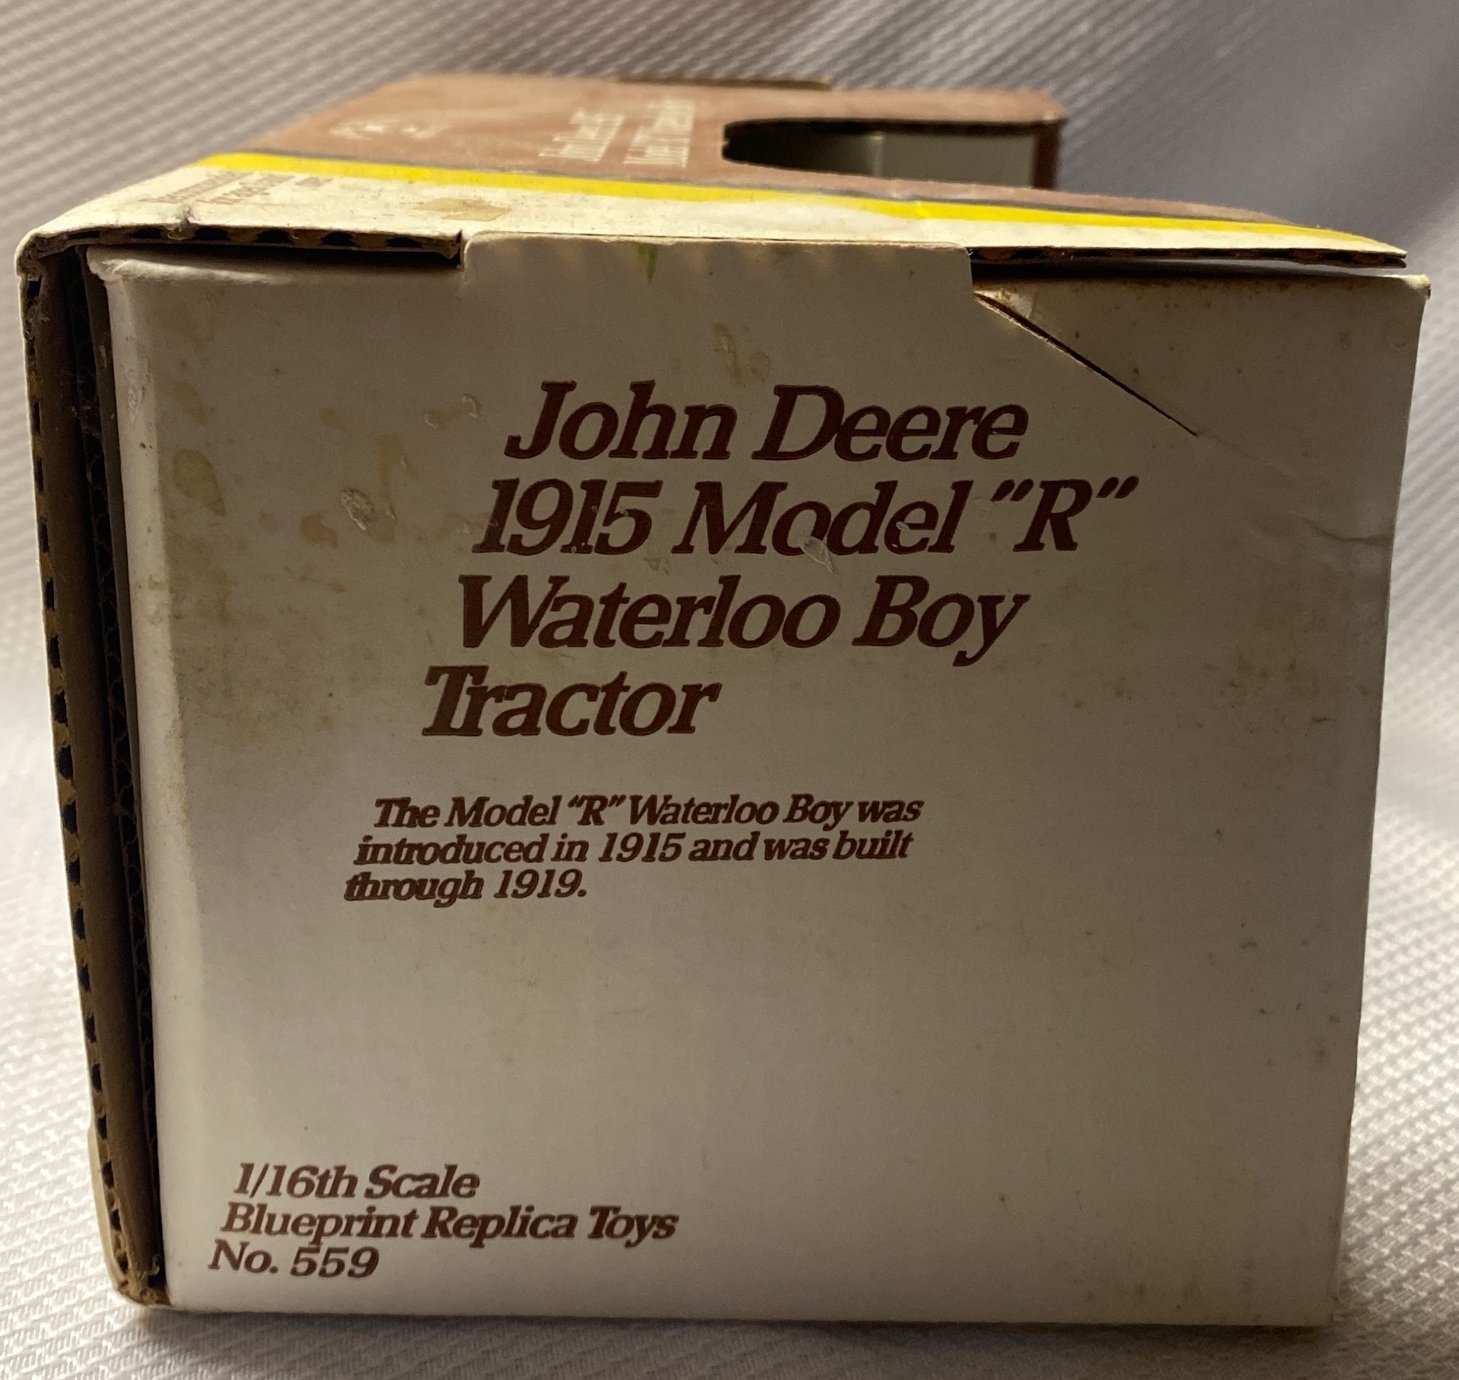 John Deere
1915 Model "R"
Waterloo Boy
Tractor
The Model "R" Waterloo Boy was
introduced in 1915 and was built
through 1919.
1/16th Scale
Blueprint Replica Toys
No. 559